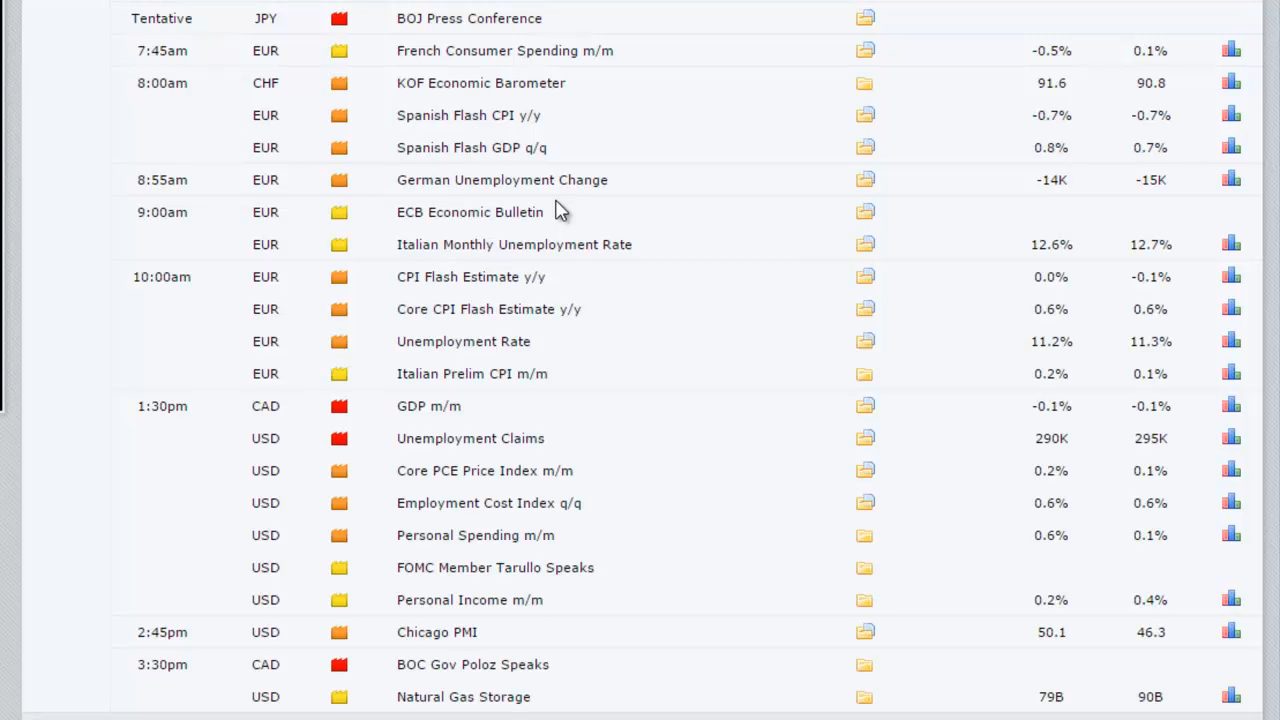 Tentative JPY BOJ Press Conference
7:45am EUR French Consumer Spending m/m -0.5% 0.1%
8:00am CHF KOF Economic Barometer 91.6 90.8
EUR Spanish Flash CPI y/y -0.7% -0.7%
EUR Spanish Flash GDP q/q 0.8% 0.7%
8:55am EUR German Unemployment Change -14K -15K
9:00am EUR ECB Economic Bulletin
EUR Italian Monthly Unemployment Rate 12.6% 12.7%
10:00am EUR CPI Flash Estimate y/y 0.0% -0.1%
EUR Core CPI Flash Estimate y/y 0.6% 0.6%
EUR Unemployment Rate 11.2% 11.3%
EUR Italian Prelim CPI m/m 0.2% 0.1%
1:30pm CAD GDP m/m -0.1% -0.1%
USD Unemployment Claims 290K 295K
USD Core PCE Price Index m/m 0.2% 0.1%
USD Employment Cost Index q/q 0.6% 0.6%
USD Personal Spending m/m 0.6% 0.1%
USD FOMC Member Tarullo Speaks
USD Personal Income m/m 0.2% 0.4%
2:45pm USD Chicago PMI 50.1 46.3
3:30pm CAD BOC Gov Poloz Speaks
USD Natural Gas Storage 79B 90B